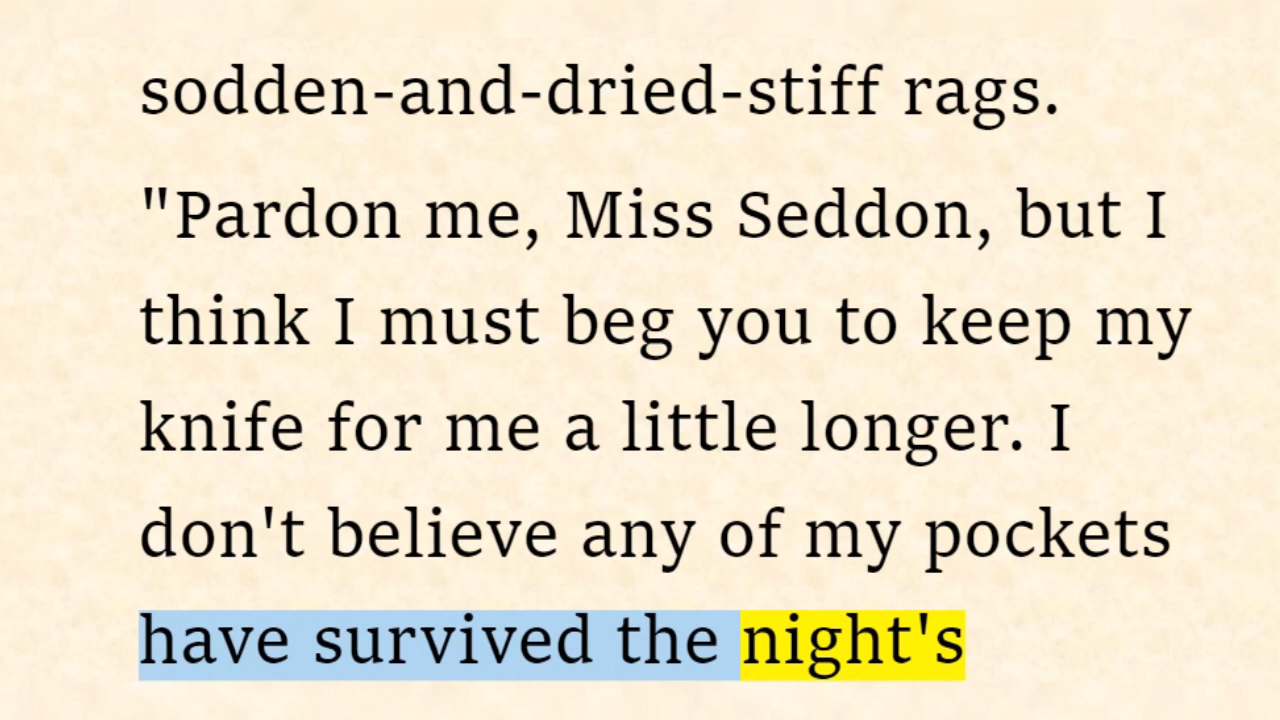 sodden-and-dried-stiff rags.
"Pardon me, Miss Seddon, but I
think I must beg you to keep my
knife for me a little longer. I
don't believe any of my pockets
have survived the night's